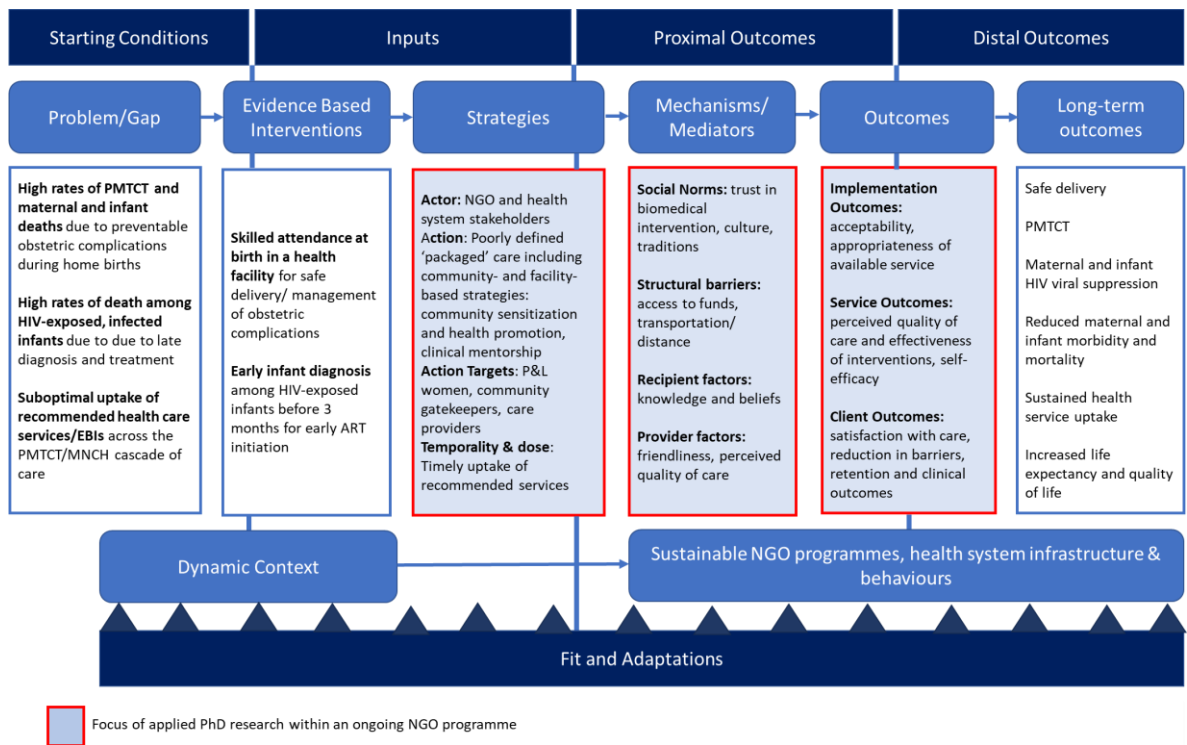 Starting Conditions
Inputs
Proximal Outcomes
Distal Outcomes
Problem/Gap
Evidence Based
Interventions
Strategies
Mechanisms/
Mediators
Outcomes
Long-term
outcomes
High rates of PMTCT and
maternal and infant
deaths due to preventable
obstetric complications
during home births
High rates of death among
HIV-exposed, infected
infants due to due to late
diagnosis and treatment
Suboptimal uptake of
recommended health care
services/EBIs across the
PMTCT/MNCH cascade of
care
Skilled attendance at
birth in a health
facility for safe
delivery/ management
of obstetric
complications
Early infant diagnosis
among HIV-exposed
infants before 3
months for early ART
initiation
Actor: NGO and health
system stakeholders
Action: Poorly defined
‘packaged’ care including
community- and facility-
based strategies:
community sensitization
and health promotion,
clinical mentorship
Action Targets: P&L
women, community
gatekeepers, care
providers
Temporality & dose:
Timely uptake of
recommended services
Social Norms: trust in
biomedical
intervention, culture,
traditions
Structural barriers:
access to funds,
transportation/
distance
Recipient factors:
knowledge and beliefs
Provider factors:
friendliness, perceived
quality of care
Implementation
Outcomes:
acceptability,
appropriateness of
available service
Service Outcomes:
perceived quality of
care and effectiveness
of interventions, self-
efficacy
Client Outcomes:
satisfaction with care,
reduction in barriers,
retention and clinical
outcomes
Safe delivery
PMTCT
Maternal and infant
HIV viral suppression
Reduced maternal and
infant morbidity and
mortality
Sustained health
service uptake
Increased life
expectancy and quality
of life
Dynamic Context
Sustainable NGO programmes, health system infrastructure &
behaviours
Fit and Adaptations
Focus of applied PhD research within an ongoing NGO programme